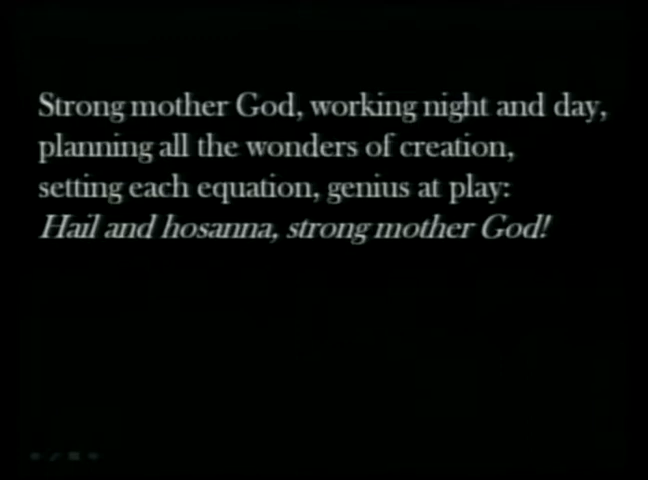 Strong mother God, working night and day,
planning all the wonders of creation,
setting each equation, genius at play:
Hail and hosanna, strong mother God!